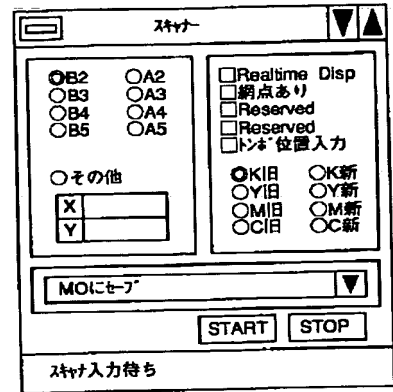 スキャナー
○B2 ○A2
○B3 ○A3
○B4 ○A4
○B5 ○A5
○その他
X
Y
□Realtime Disp
□網点あり
□Reserved
□Reserved
□トンボ位置入力
○K旧 ○K新
○Y旧 ○Y新
○M旧 ○M新
○C旧 ○C新
MOにセーブ
START STOP
スキャナ入力待ち